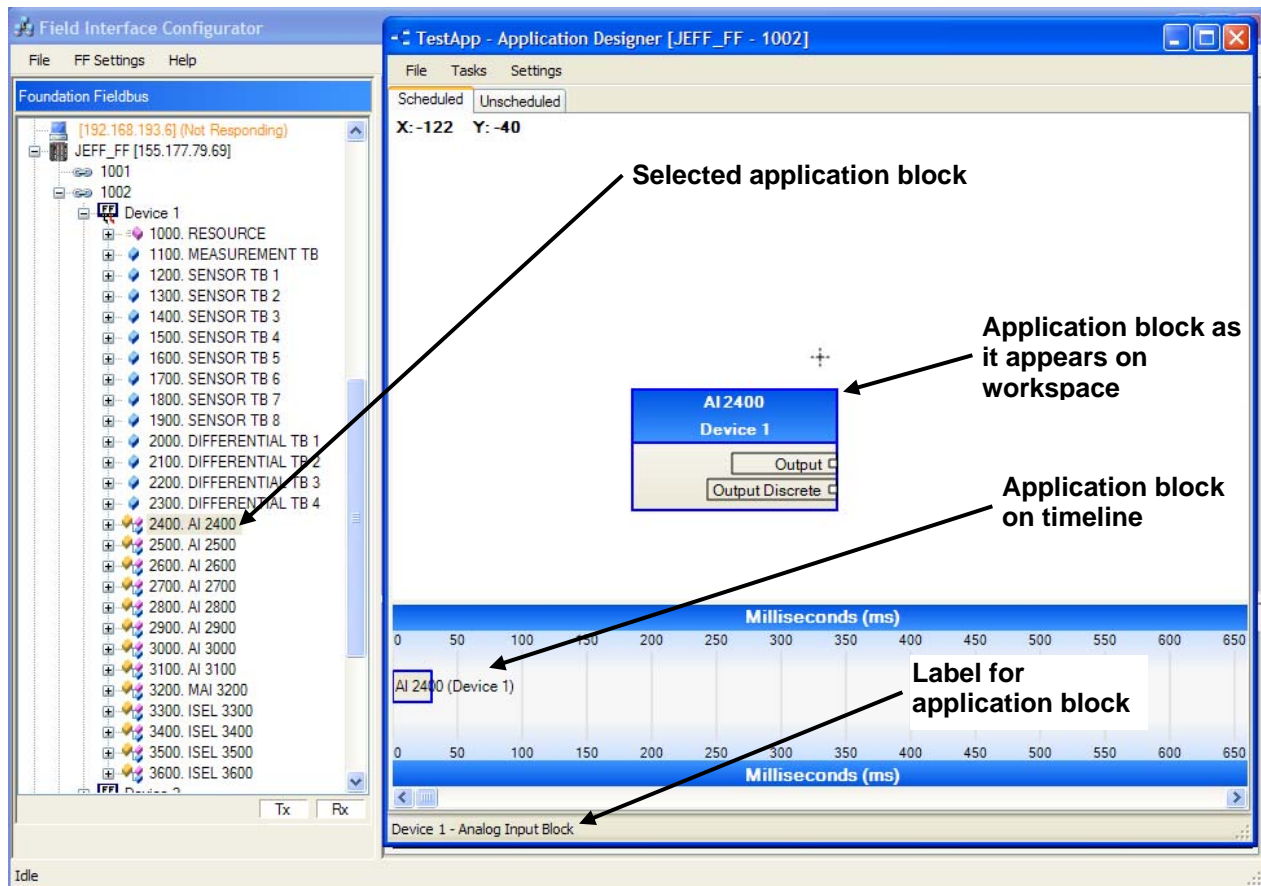 Field Interface Configurator
File FF Settings Help
Foundation Fieldbus
[192.168.193.6] (Not Responding)
JEFF_FF [155.177.79.69]
1001
1002
Device 1
1000. RESOURCE
1100. MEASUREMENT TB
1200. SENSOR TB 1
1300. SENSOR TB 2
1400. SENSOR TB 3
1500. SENSOR TB 4
1600. SENSOR TB 5
1700. SENSOR TB 6
1800. SENSOR TB 7
1900. SENSOR TB 8
2000. DIFFERENTIAL TB 1
2100. DIFFERENTIAL TB 2
2200. DIFFERENTIAL TB 3
2300. DIFFERENTIAL TB 4
2400. AI 2400
2500. AI 2500
2600. AI 2600
2700. AI 2700
2800. AI 2800
2900. AI 2900
3000. AI 3000
3100. AI 3100
3200. MAI 3200
3300. ISEL 3300
3400. ISEL 3400
3500. ISEL 3500
3600. ISEL 3600
Tx Rx
Idle
TestApp - Application Designer [JEFF_FF - 1002]
File Tasks Settings
Scheduled Unscheduled
X:-122 Y: -40
Selected application block
Application block as
it appears on
workspace
AI 2400
Device 1
Output
Output Discrete
Application block
on timeline
Milliseconds (ms)
0 50 100 150 200 250 300 350 400 450 500 550 600 650
AI 2400 (Device 1)
Label for
application block
0 50 100 150 200 250 300 350 400 450 500 550 600 650
Milliseconds (ms)
Device 1 - Analog Input Block